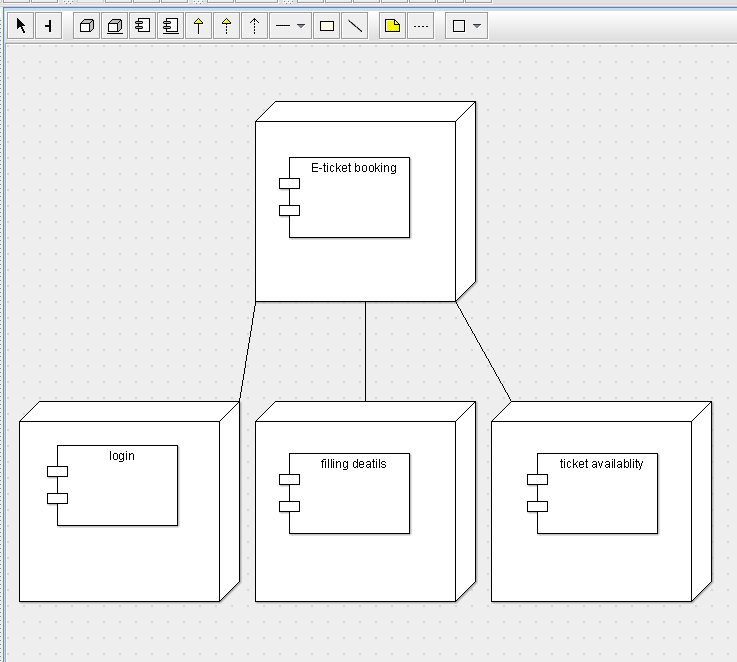 E-ticket booking
login
filling deatils
ticket availablity